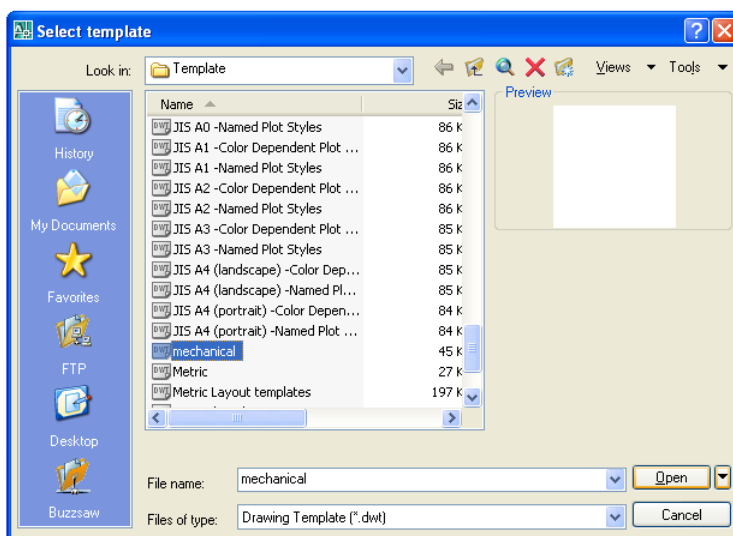 Select template
Look in: Template Views Tools
Name Siz Preview
JIS A0 -Named Plot Styles 86 K
JIS A1 -Color Dependent Plot ... 86 K
JIS A1 -Named Plot Styles 86 K
JIS A2 -Color Dependent Plot ... 86 K
JIS A2 -Named Plot Styles 86 K
JIS A3 -Color Dependent Plot ... 85 K
JIS A3 -Named Plot Styles 85 K
JIS A4 (landscape) -Color Dep... 85 K
JIS A4 (landscape) -Named Pl... 85 K
JIS A4 (portrait) -Color Depen... 84 K
JIS A4 (portrait) -Named Plot ... 84 K
mechanical 45 K
Metric 27 K
Metric Layout templates 197 K
History
My Documents
Favorites
FTP
Desktop
Buzzsaw
File name: mechanical Open
Files of type: Drawing Template (*.dwt) Cancel